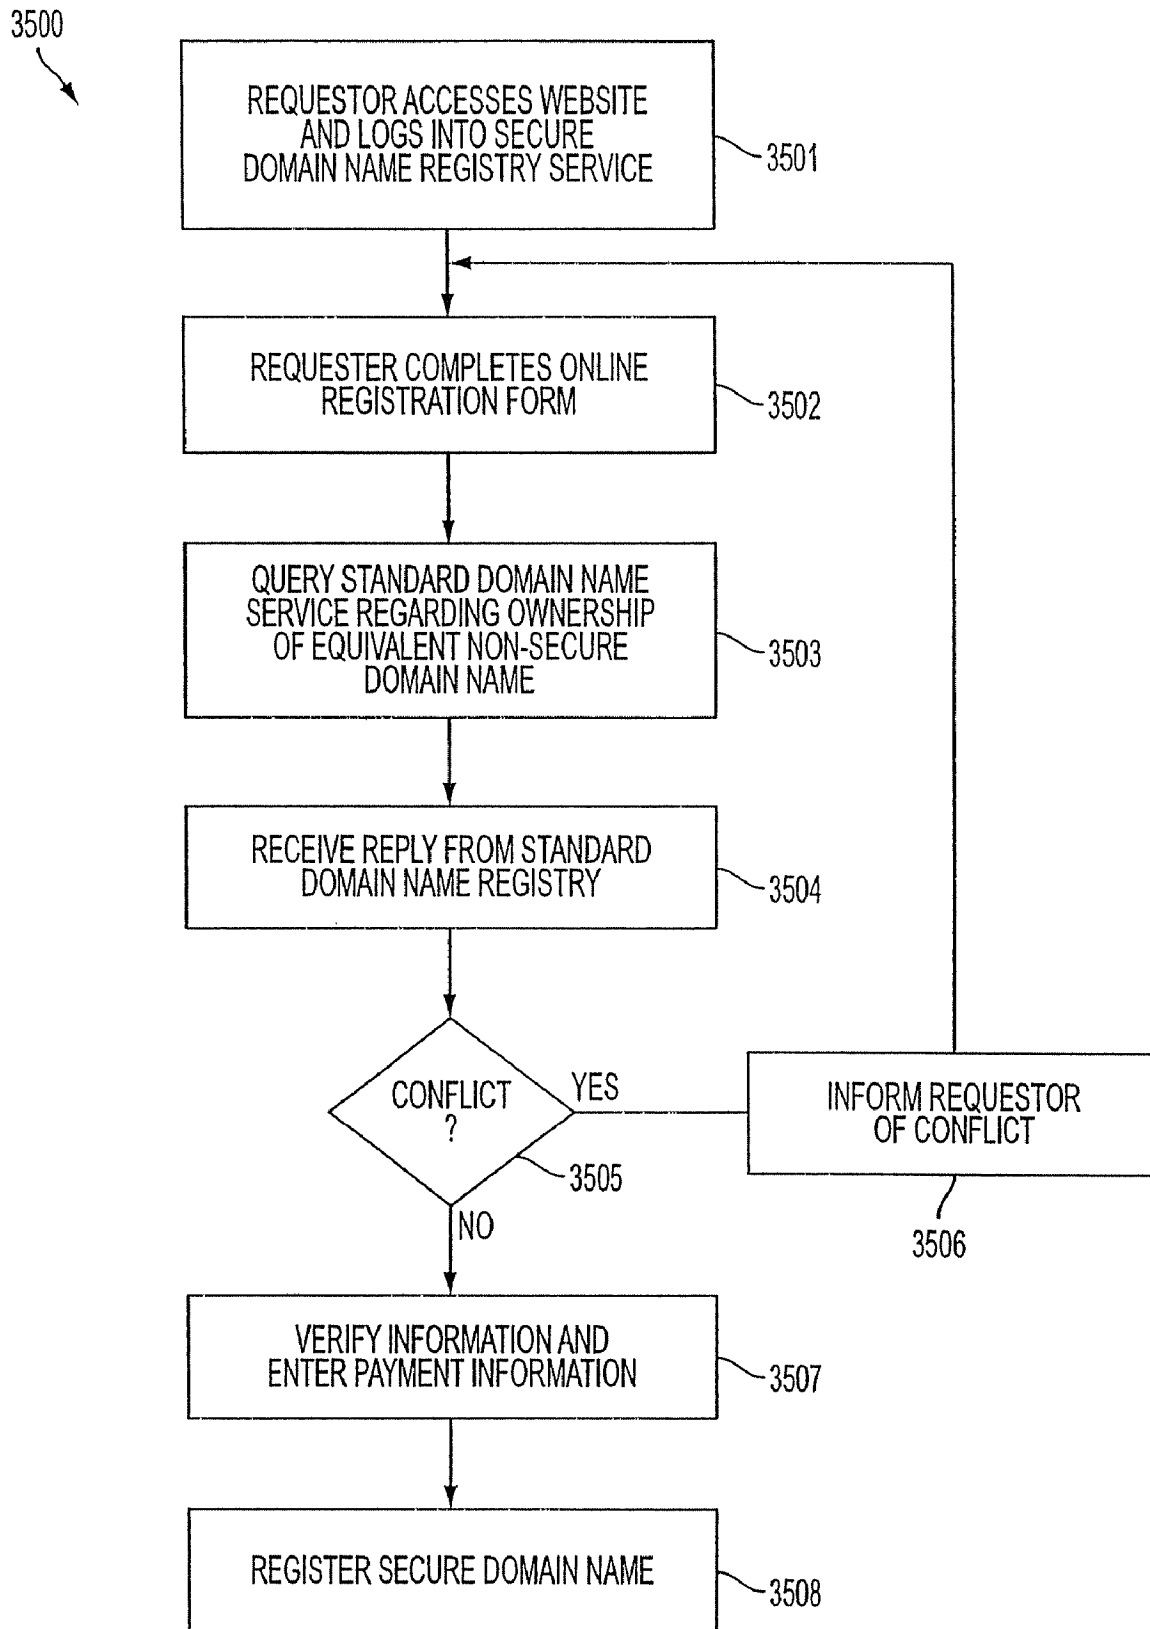 3500
REQUESTOR ACCESSES WEBSITE
AND LOGS INTO SECURE
DOMAIN NAME REGISTRY SERVICE
3501
REQUESTER COMPLETES ONLINE
REGISTRATION FORM
3502
QUERY STANDARD DOMAIN NAME
SERVICE REGARDING OWNERSHIP
OF EQUIVALENT NON-SECURE
DOMAIN NAME
3503
RECEIVE REPLY FROM STANDARD
DOMAIN NAME REGISTRY
3504
CONFLICT
?
YES
3505
NO
INFORM REQUESTOR
OF CONFLICT
3506
VERIFY INFORMATION AND
ENTER PAYMENT INFORMATION
3507
REGISTER SECURE DOMAIN NAME
3508